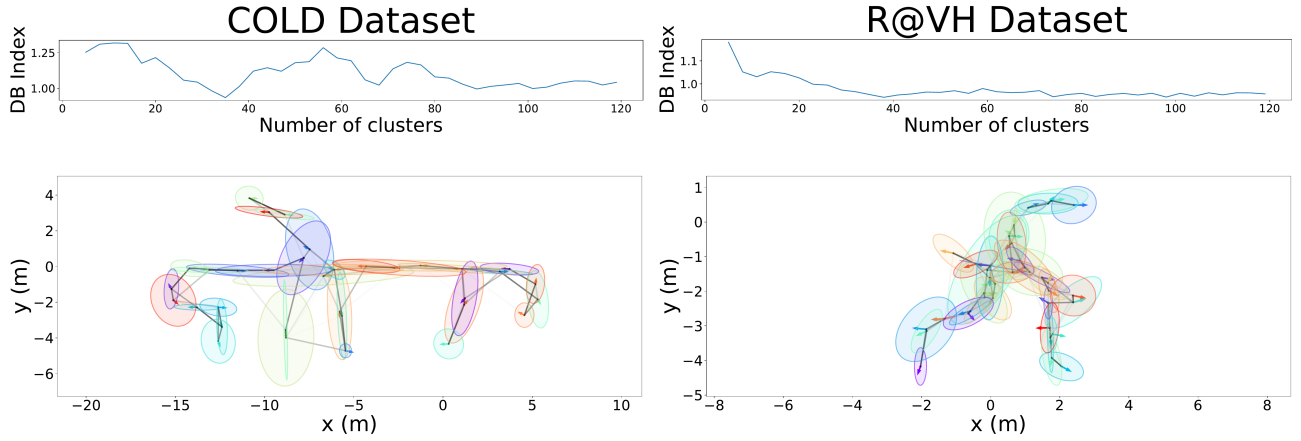 COLD Dataset
DB Index
1.25
1.00
0 20 40 60 80 100 120
Number of clusters
y (m)
4
2
0
−2
−4
−6
−20 −15 −10 −5 0 5 10
x (m)
R@VH Dataset
DB Index
1.1
1.0
0 20 40 60 80 100 120
Number of clusters
y (m)
1
0
−1
−2
−3
−4
−5
−8 −6 −4 −2 0 2 4 6 8
x (m)